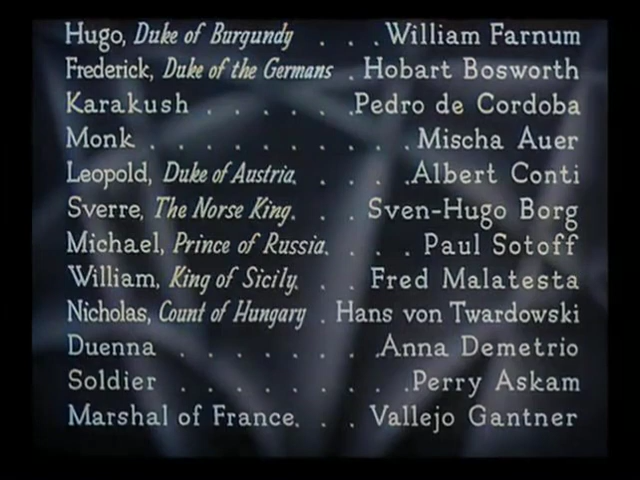 Hugo, Duke of Burgundy . . . William Farnum
Frederick, Duke of the Germans . Hobart Bosworth
Karakush . . . . . . Pedro de Cordoba
Monk . . . . . . . . . . Mischa Auer
Leopold, Duke of Austria. . . . . Albert Conti
Sverre, The Norse King. . . Sven-Hugo Borg
Michael, Prince of Russia. . . . Paul Sotoff
William, King of Sicily. . . Fred Malatesta
Nicholas, Count of Hungary . Hans von Twardowski
Duenna . . . . . . . Anna Demetrio
Soldier . . . . . . . . Perry Askam
Marshal of France. . . Vallejo Gantner